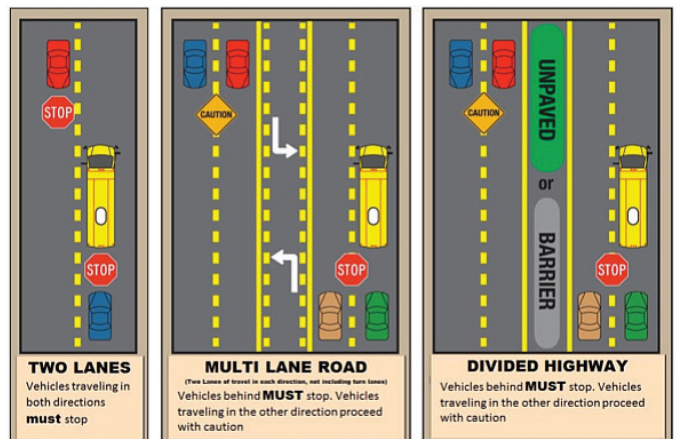 STOP
STOP
TWO LANES
Vehicles traveling in
both directions
must stop
CAUTION
STOP
MULTI LANE ROAD
(Two Lanes of travel in each direction, not including turn lanes)
Vehicles behind MUST stop. Vehicles
traveling in the other direction proceed
with caution
CAUTION
UNPAVED
or
BARRIER
STOP
DIVIDED HIGHWAY
Vehicles behind MUST stop. Vehicles
traveling in the other direction proceed
with caution